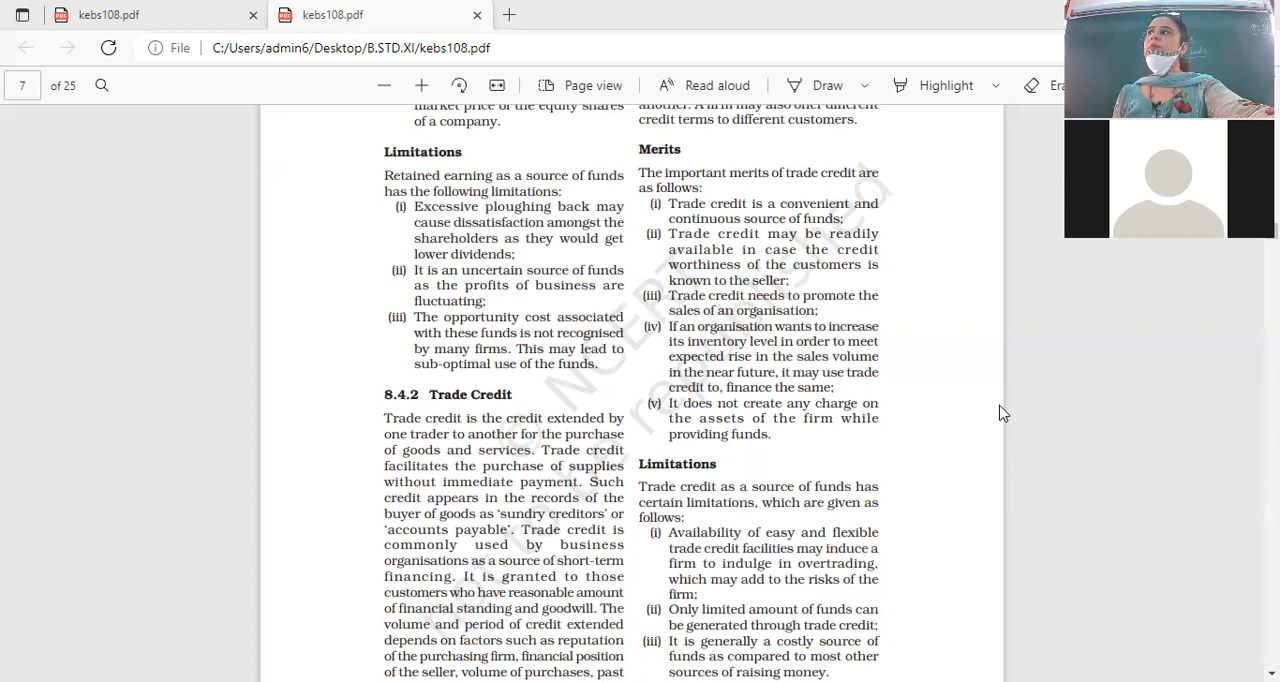 kebs108.pdf
kebs108.pdf
File
C:/Users/admin6/Desktop/B.STD.XI/kebs108.pdf
7
of 25
Page view
Read aloud
Draw
Highlight
Era
market price of the equity shares
of a company.
Limitations
Retained earning as a source of funds
has the following limitations:
(i) Excessive ploughing back may
cause dissatisfaction amongst the
shareholders as they would get
lower dividends;
(ii) It is an uncertain source of funds
as the profits of business are
fluctuating;
(iii) The opportunity cost associated
with these funds is not recognised
by many firms. This may lead to
sub-optimal use of the funds.
8.4.2 Trade Credit
Trade credit is the credit extended by
one trader to another for the purchase
of goods and services. Trade credit
facilitates the purchase of supplies
without immediate payment. Such
credit appears in the records of the
buyer of goods as ‘sundry creditors’ or
‘accounts payable’. Trade credit is
commonly used by business
organisations as a source of short-term
financing. It is granted to those
customers who have reasonable amount
of financial standing and goodwill. The
volume and period of credit extended
depends on factors such as reputation
of the purchasing firm, financial position
of the seller, volume of purchases, past
another. A firm may also offer different
credit terms to different customers.
Merits
The important merits of trade credit are
as follows:
(i) Trade credit is a convenient and
continuous source of funds;
(ii) Trade credit may be readily
available in case the credit
worthiness of the customers is
known to the seller;
(iii) Trade credit needs to promote the
sales of an organisation;
(iv) If an organisation wants to increase
its inventory level in order to meet
expected rise in the sales volume
in the near future, it may use trade
credit to, finance the same;
(v) It does not create any charge on
the assets of the firm while
providing funds.
Limitations
Trade credit as a source of funds has
certain limitations, which are given as
follows:
(i) Availability of easy and flexible
trade credit facilities may induce a
firm to indulge in overtrading,
which may add to the risks of the
firm;
(ii) Only limited amount of funds can
be generated through trade credit;
(iii) It is generally a costly source of
funds as compared to most other
sources of raising money.
© NCERT
not to be republished